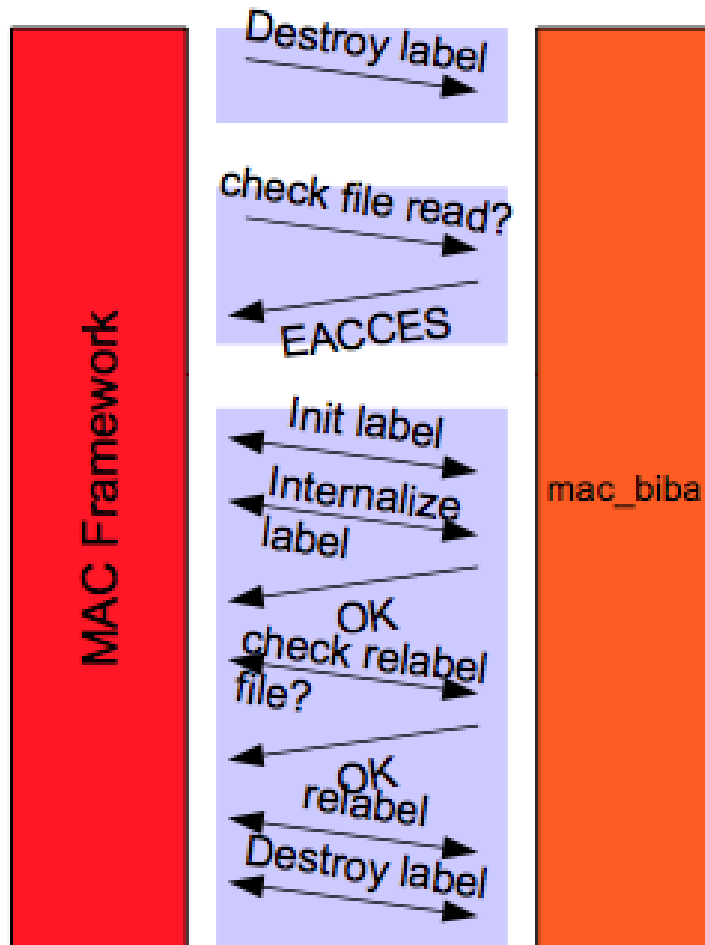 Destroy label
check file read?
EACCES
MAC Framework
Init label
Internalize
label
mac_biba
OK
check relabel
file?
OK
relabel
Destroy label